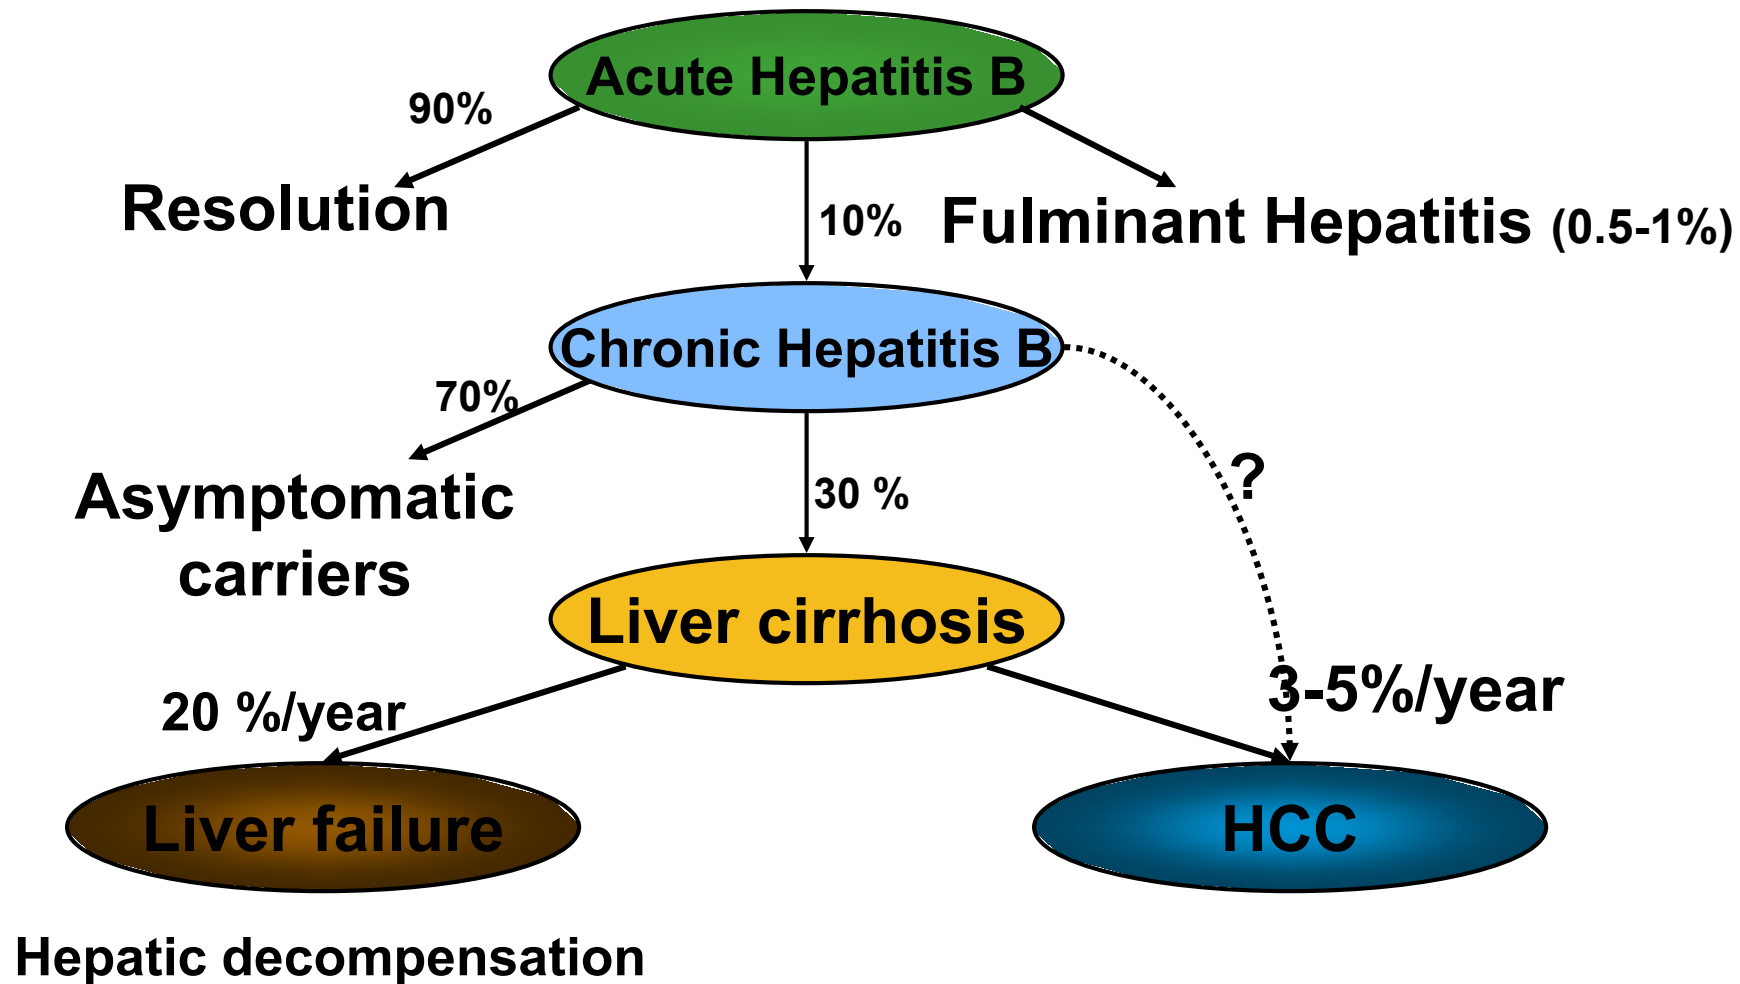 Acute Hepatitis B
90%
Resolution
10%
Fulminant Hepatitis (0.5-1%)
Chronic Hepatitis B
70%
Asymptomatic
carriers
30 %
?
Liver cirrhosis
20 %/year
3-5%/year
Liver failure
HCC
Hepatic decompensation